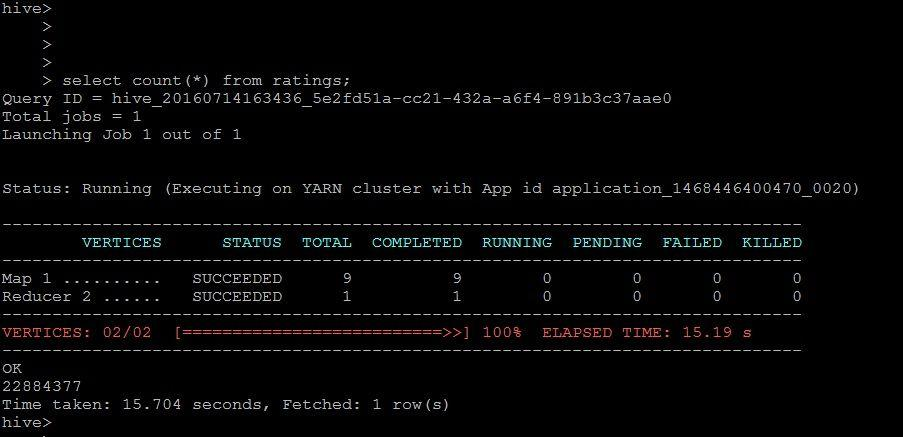 hive>
    >
    >
    >
    > select count(*) from ratings;
Query ID = hive_20160714163436_5e2fd51a-cc21-432a-a6f4-891b3c37aae0
Total jobs = 1
Launching Job 1 out of 1
Status: Running (Executing on YARN cluster with App id application_1468446400470_0020)
--------------------------------------------------------------------------------
        VERTICES      STATUS  TOTAL  COMPLETED  RUNNING  PENDING  FAILED  KILLED
--------------------------------------------------------------------------------
Map 1 ..........   SUCCEEDED      9          9        0        0       0       0
Reducer 2 ......   SUCCEEDED      1          1        0        0       0       0
--------------------------------------------------------------------------------
VERTICES: 02/02  [==========================>>] 100%  ELAPSED TIME: 15.19 s
--------------------------------------------------------------------------------
OK
22884377
Time taken: 15.704 seconds, Fetched: 1 row(s)
hive>